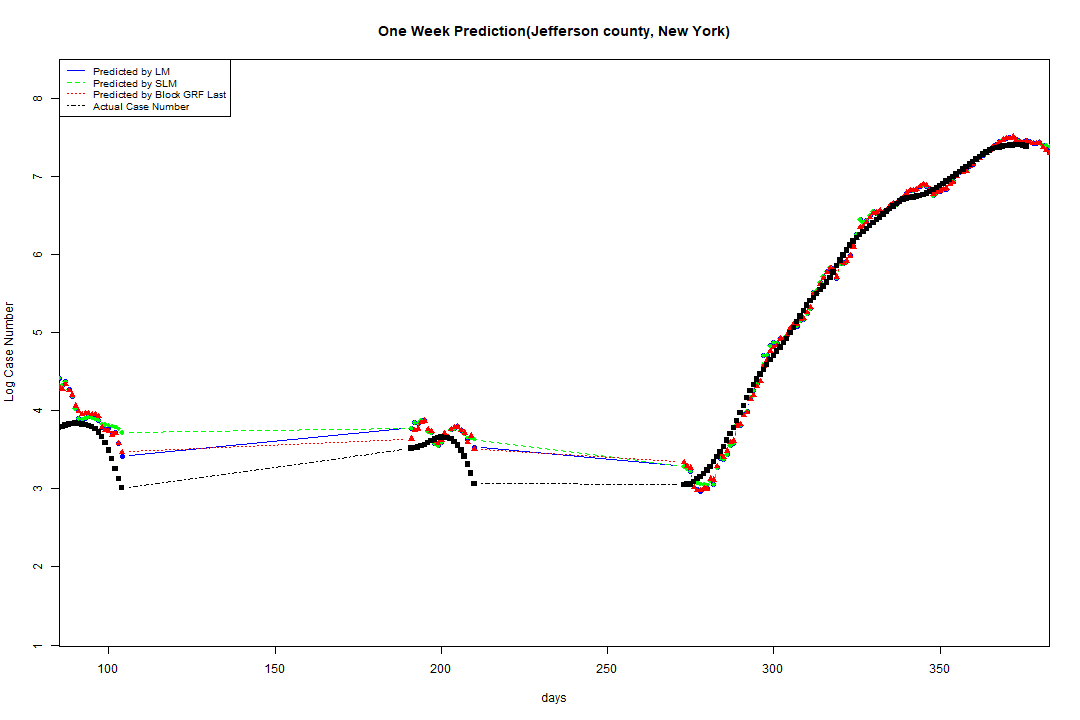 One Week Prediction(Jefferson county, New York)
Predicted by LM
Predicted by SLM
Predicted by Block GRF Last
Actual Case Number
8
7
6
5
4
3
2
1
Log Case Number
100 150 200 250 300 350
days